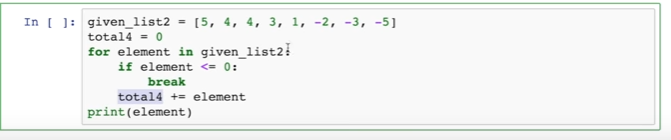 In [ ]: given_list2 = [5, 4, 4, 3, 1, -2, -3, -5]
total4 = 0
for element in given_list2:
    if element <= 0:
        break
    total4 += element
print(element)